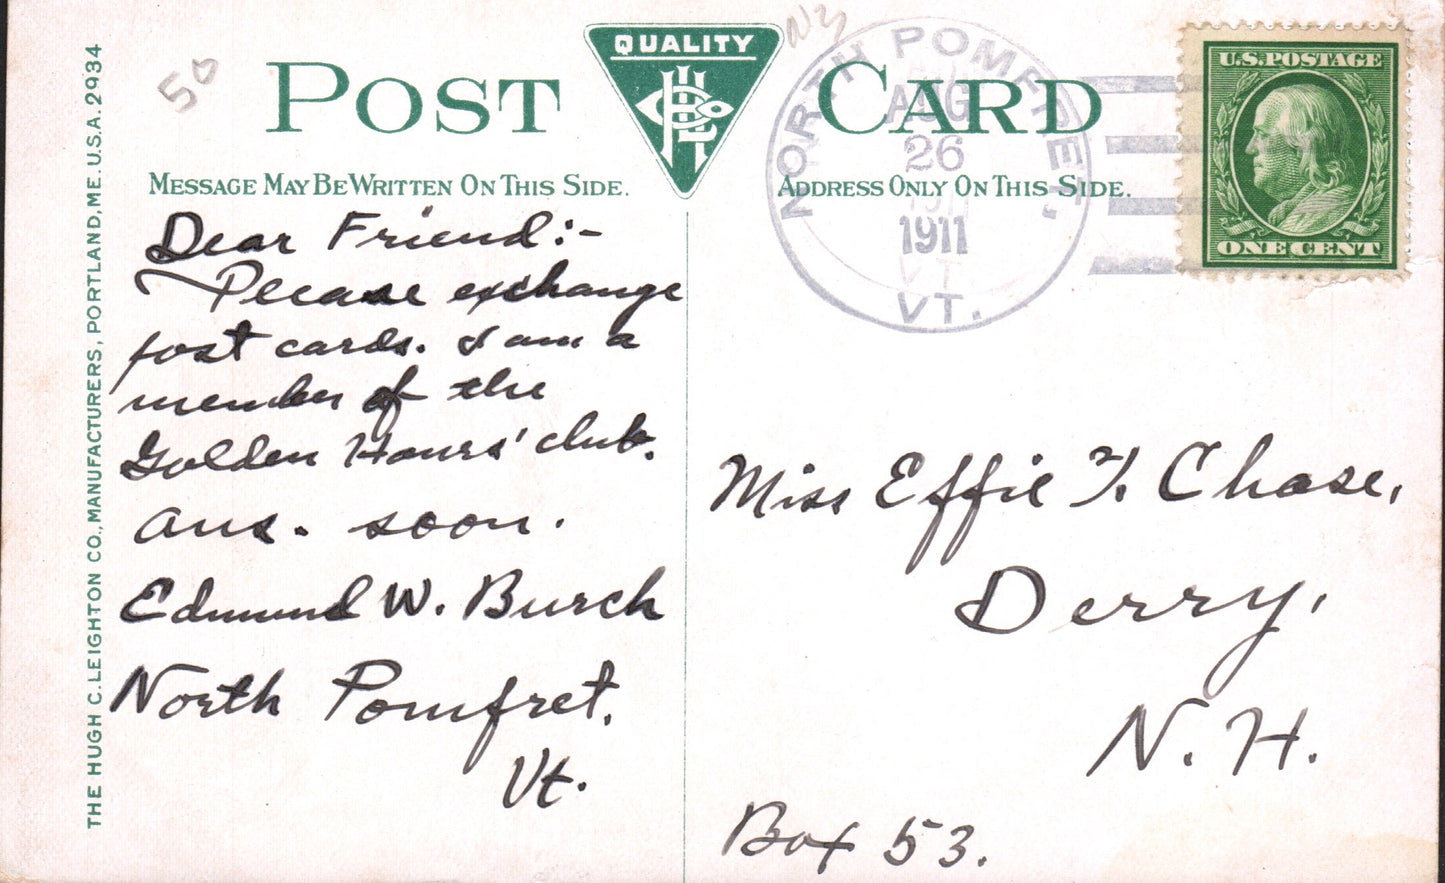 50
NY
POST CARD
QUALITY
MESSAGE MAY BE WRITTEN ON THIS SIDE.
ADDRESS ONLY ON THIS SIDE.
NORTH POMFRET,
AUG
26
1911
VT.
U.S. POSTAGE
ONE CENT
THE HUGH C. LEIGHTON CO., MANUFACTURERS, PORTLAND, ME. U.S.A. 2934
Dear Friend:-
Please exchange
post cards. I am a
member of the
Golden Hours' club.
ans. soon.
Edmund W. Burch
North Pomfret,
Vt.
Miss Effie F. Chase,
Derry,
N. H.
Box 53.